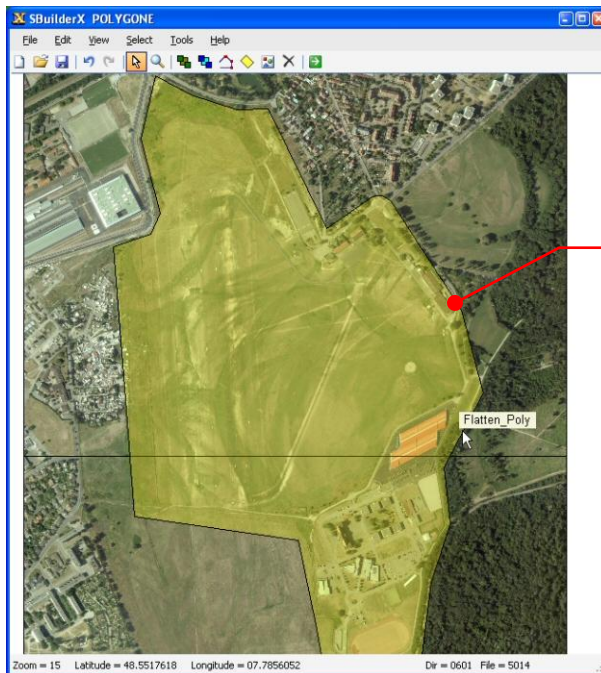 SBuilderX POLYGONE
File Edit View Select Tools Help
Flatten_Poly
Zoom = 15 Latitude = 48.5517618 Longitude = 07.7856052 Dir = 0601 File = 5014